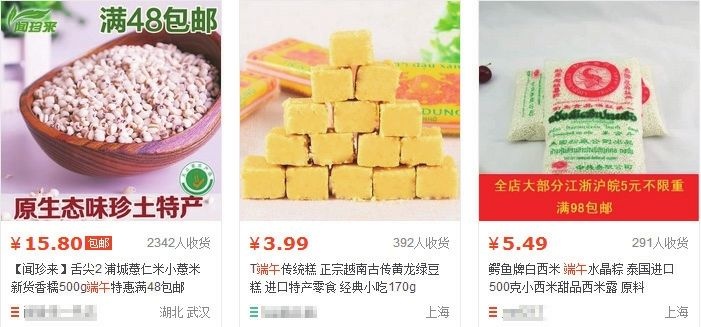 闻珍来
满48包邮
原生态味珍土特产
¥15.80 包邮 2342人收货
【闻珍来】舌尖2 浦城薏仁米小薏米
新货香糯500g端午特惠满48包邮
湖北 武汉
¥3.99 392人收货
T端午传统糕 正宗越南古传黄龙绿豆
糕 进口特产零食 经典小吃170g
上海
全店大部分江浙沪皖5元不限重
满98包邮
¥5.49 291人收货
鳄鱼牌白西米 端午水晶粽 泰国进口
500克小西米甜品西米露 原料
上海